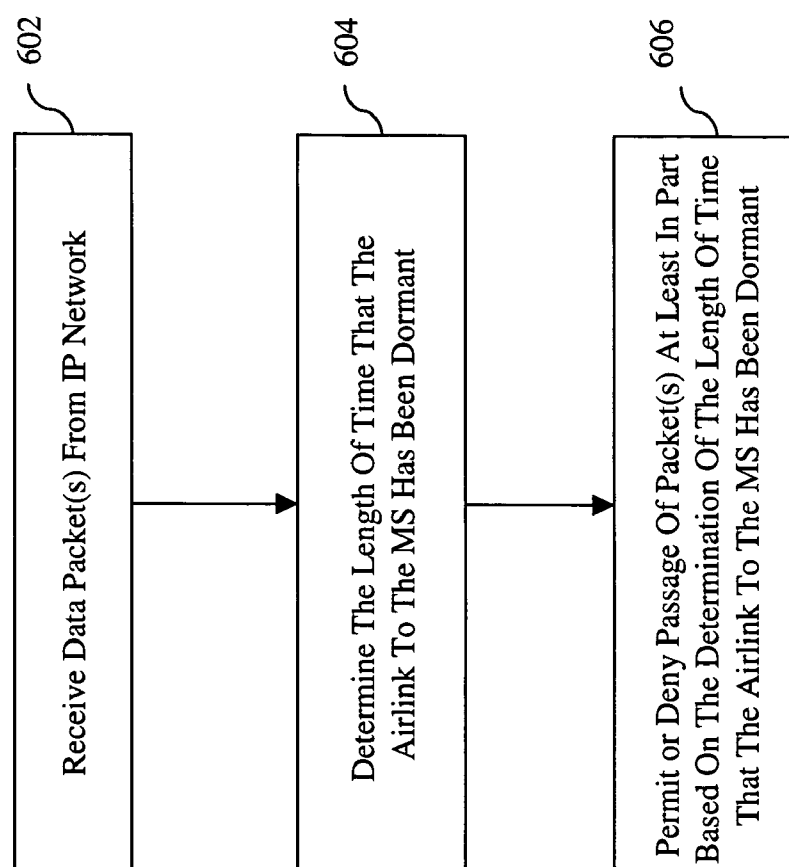 602
Receive Data Packet(s) From IP Network
604
Determine The Length Of Time That The
Airlink To The MS Has Been Dormant
606
Permit or Deny Passage Of Packet(s) At Least In Part
Based On The Determination Of The Length Of Time
That The Airlink To The MS Has Been Dormant